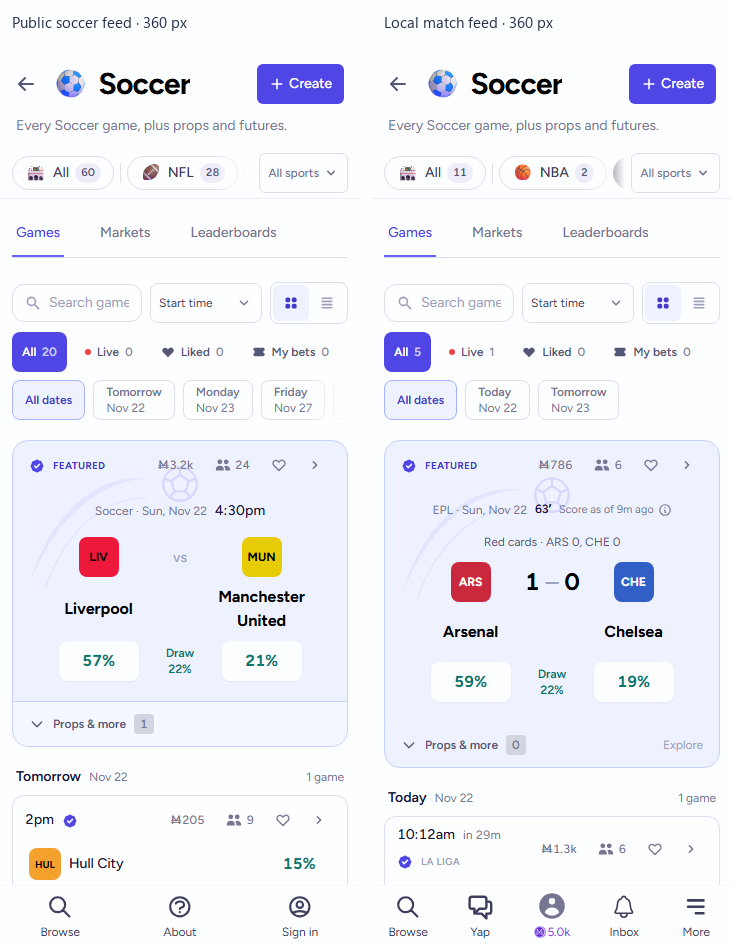 Public soccer feed · 360 px
Soccer
+ Create
Every Soccer game, plus props and futures.
All 60
NFL 28
All sports
Games Markets Leaderboards
Search game
Start time
All 20
Live 0
Liked 0
My bets 0
All dates
Tomorrow
Nov 22
Monday
Nov 23
Friday
Nov 27
FEATURED
M3.2k
24
Soccer · Sun, Nov 22 4:30pm
LIV
vs
MUN
Liverpool
Manchester
United
57%
Draw
22%
21%
Props & more 1
Tomorrow Nov 22
1 game
2pm
M205
9
HUL Hull City
15%
Browse
About
Sign in
Local match feed · 360 px
Soccer
+ Create
Every Soccer game, plus props and futures.
All 11
NBA 2
All sports
Games Markets Leaderboards
Search game
Start time
All 5
Live 1
Liked 0
My bets 0
All dates
Today
Nov 22
Tomorrow
Nov 23
FEATURED
M786
6
EPL · Sun, Nov 22 63’ Score as of 9m ago
Red cards · ARS 0, CHE 0
ARS
1 – 0
CHE
Arsenal
Chelsea
59%
Draw
22%
19%
Props & more 0
Explore
Today Nov 22
1 game
10:12am in 29m
LA LIGA
M1.3k
6
Browse
Yap
M 5.0k
Inbox
More